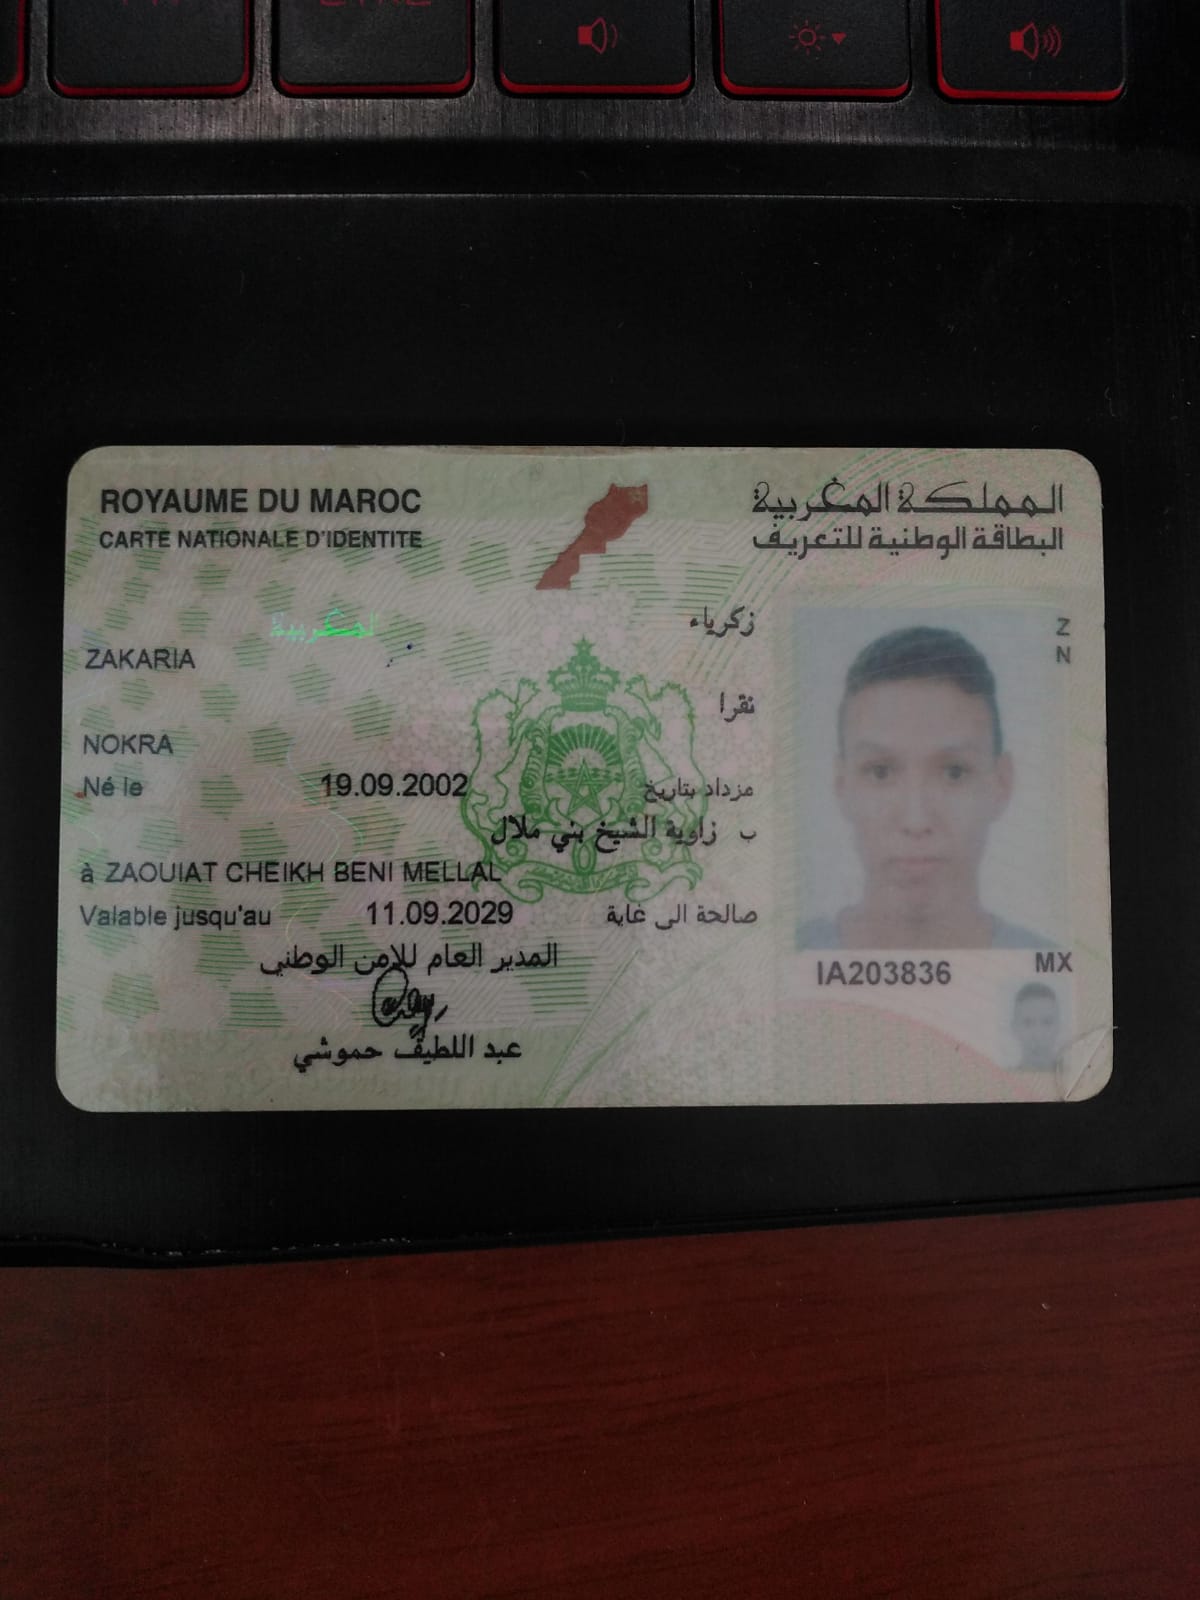 ROYAUME DU MAROC
المملكة المغربية
CARTE NATIONALE D'IDENTITE
البطاقة الوطنية للتعريف
زكرياء
Z
N
المغربية
ZAKARIA
نقرا
NOKRA
Né le 19.09.2002 مزداد بتاريخ
ب زاوية الشيخ بني ملال
à ZAOUIAT CHEIKH BENI MELLAL
Valable jusqu'au 11.09.2029 صالحة الى غاية
المدير العام للأمن الوطني
عبد اللطيف حموشي
IA203836
MX